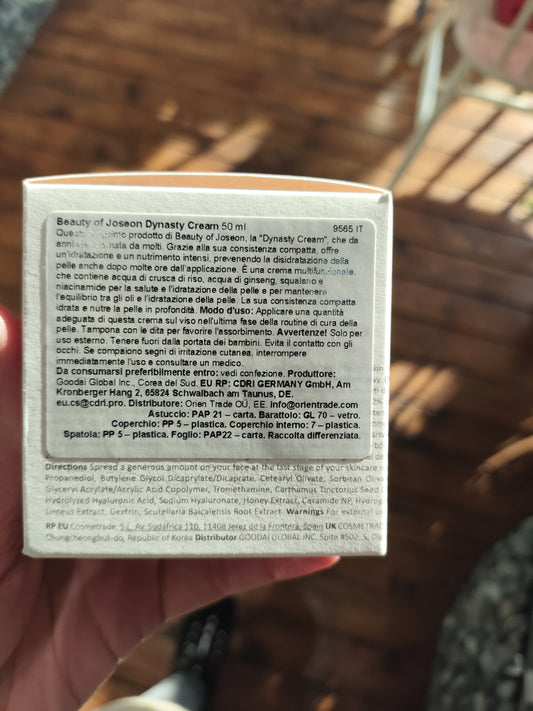 Beauty of Joseon Dynasty Cream 50 ml 9565 IT
prodotto di Beauty of Joseon, la "Dynasty Cream", che da
da molti. Grazie alla sua consistenza compatta, offre
un'idratazione e un nutrimento intensi, prevenendo la disidratazione della
pelle anche dopo molte ore dall'applicazione. È una crema multifunzionale,
che contiene acqua di crusca di riso, acqua di ginseng, squalano e
niacinamide per la salute e l'idratazione della pelle e per mantenere
l'equilibrio tra gli oli e l'idratazione della pelle. La sua consistenza compatta
idrata e nutre la pelle in profondità. Modo d'uso: Applicare una quantità
adeguata di questa crema sul viso nell'ultima fase della routine di cura della
pelle. Tampona con le dita per favorire l'assorbimento. Avvertenze! Solo per
uso esterno. Tenere fuori dalla portata dei bambini. Evita il contatto con gli
occhi. Se compaiono segni di irritazione cutanea, interrompere
immediatamente l'uso e consultare un medico.
Da consumarsi preferibilmente entro: vedi confezione. Produttore:
Goodai Global Inc., Corea del Sud. EU RP: CDRI GERMANY GmbH, Am
Kronberger Hang 2, 65824 Schwalbach am Taunus, DE.
eu.cs@cdri.pro. Distributore: Orien Trade OÜ, EE. info@orientrade.com
Astuccio: PAP 21 – carta. Barattolo: GL 70 – vetro.
Coperchio: PP 5 – plastica. Coperchio interno: 7 – plastica.
Spatola: PP 5 – plastica. Foglio: PAP22 – carta. Raccolta differenziata.
Directions Spread a generous amount on your face at the last stage of your skincare
Propanediol, Butylene Glycol Dicaprylate/Dicaprate, Cetearyl Olivate, Sorbitan
Glyceryl Acrylate/Acrylic Acid Copolymer, Tromethamine, Carthamus Tinctorius Seed
Hydrolyzed Hyaluronic Acid, Sodium Hyaluronate, Honey Extract, Ceramide NP,
Linteus Extract, Dextrin, Scutellaria Baicalensis Root Extract. Warnings For external
RP EU Cosmetrade S.L, Av. Sudáfrica 110, 11408 Jerez de la Frontera, Spain UK COSMETRAD
Chungcheongbuk-do, Republic of Korea Distributor GOODAI GLOBAL INC. #502, 5,